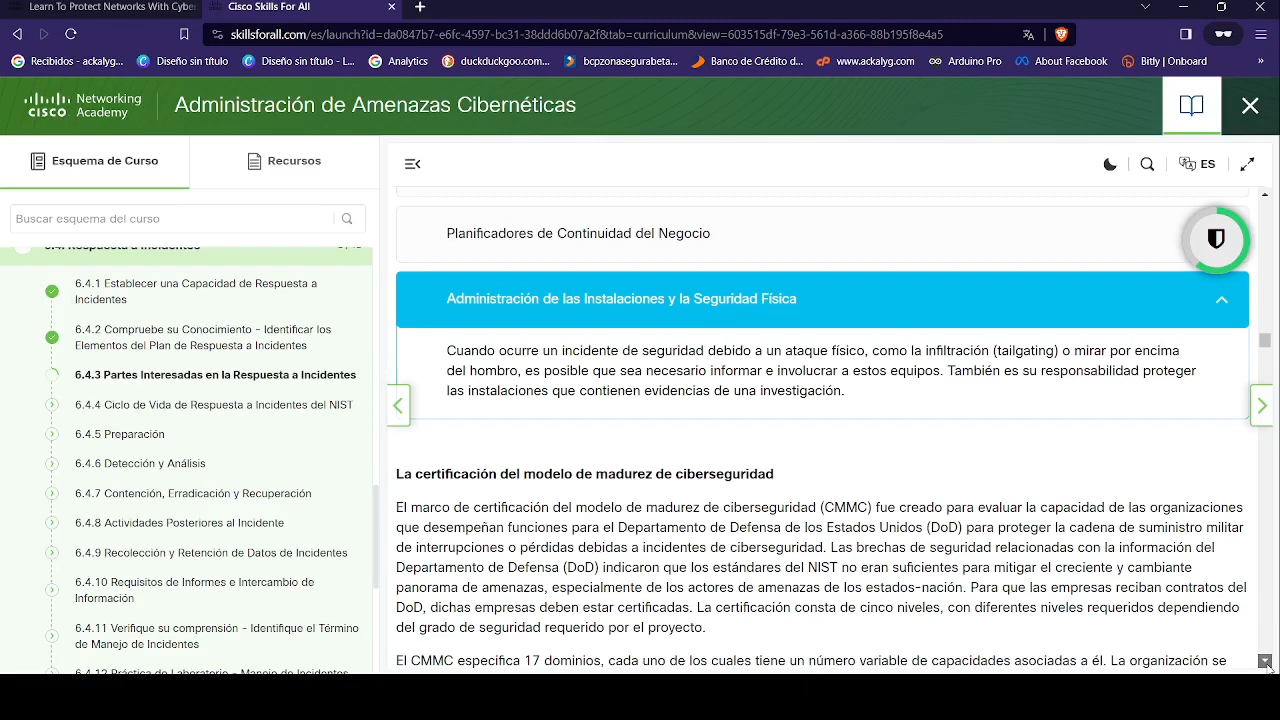 Learn To Protect Networks With Cyber
Cisco Skills For All
skillsforall.com/es/launch?id=da0847b7-e6fc-4597-bc31-38ddd6b07a2f&tab=curriculum&view=603515df-79e3-561d-a366-88b195f8e4a5
Recibidos - ackalyg...
Diseño sin título
Diseño sin título - L...
Analytics
duckduckgoo.com...
bcpzonasegurabeta...
Banco de Crédito d...
www.ackalyg.com
Arduino Pro
About Facebook
Bitly | Onboard
»
cisco Networking Academy
Administración de Amenazas Cibernéticas
Esquema de Curso
Recursos
ES
Buscar esquema del curso
6.4. Respuesta a Incidentes
6.4.1 Establecer una Capacidad de Respuesta a
Incidentes
6.4.2 Compruebe su Conocimiento - Identificar los
Elementos del Plan de Respuesta a Incidentes
6.4.3 Partes Interesadas en la Respuesta a Incidentes
6.4.4 Ciclo de Vida de Respuesta a Incidentes del NIST
6.4.5 Preparación
6.4.6 Detección y Análisis
6.4.7 Contención, Erradicación y Recuperación
6.4.8 Actividades Posteriores al Incidente
6.4.9 Recolección y Retención de Datos de Incidentes
6.4.10 Requisitos de Informes e Intercambio de
Información
6.4.11 Verifique su comprensión - Identifique el Término
de Manejo de Incidentes
6.4.12 Práctica de Laboratorio - Manejo de Incidentes
Planificadores de Continuidad del Negocio
Administración de las Instalaciones y la Seguridad Física
Cuando ocurre un incidente de seguridad debido a un ataque físico, como la infiltración (tailgating) o mirar por encima
del hombro, es posible que sea necesario informar e involucrar a estos equipos. También es su responsabilidad proteger
las instalaciones que contienen evidencias de una investigación.
La certificación del modelo de madurez de ciberseguridad
El marco de certificación del modelo de madurez de ciberseguridad (CMMC) fue creado para evaluar la capacidad de las organizaciones
que desempeñan funciones para el Departamento de Defensa de los Estados Unidos (DoD) para proteger la cadena de suministro militar
de interrupciones o pérdidas debidas a incidentes de ciberseguridad. Las brechas de seguridad relacionadas con la información del
Departamento de Defensa (DoD) indicaron que los estándares del NIST no eran suficientes para mitigar el creciente y cambiante
panorama de amenazas, especialmente de los actores de amenazas de los estados-nación. Para que las empresas reciban contratos del
DoD, dichas empresas deben estar certificadas. La certificación consta de cinco niveles, con diferentes niveles requeridos dependiendo
del grado de seguridad requerido por el proyecto.
El CMMC especifica 17 dominios, cada uno de los cuales tiene un número variable de capacidades asociadas a él. La organización se